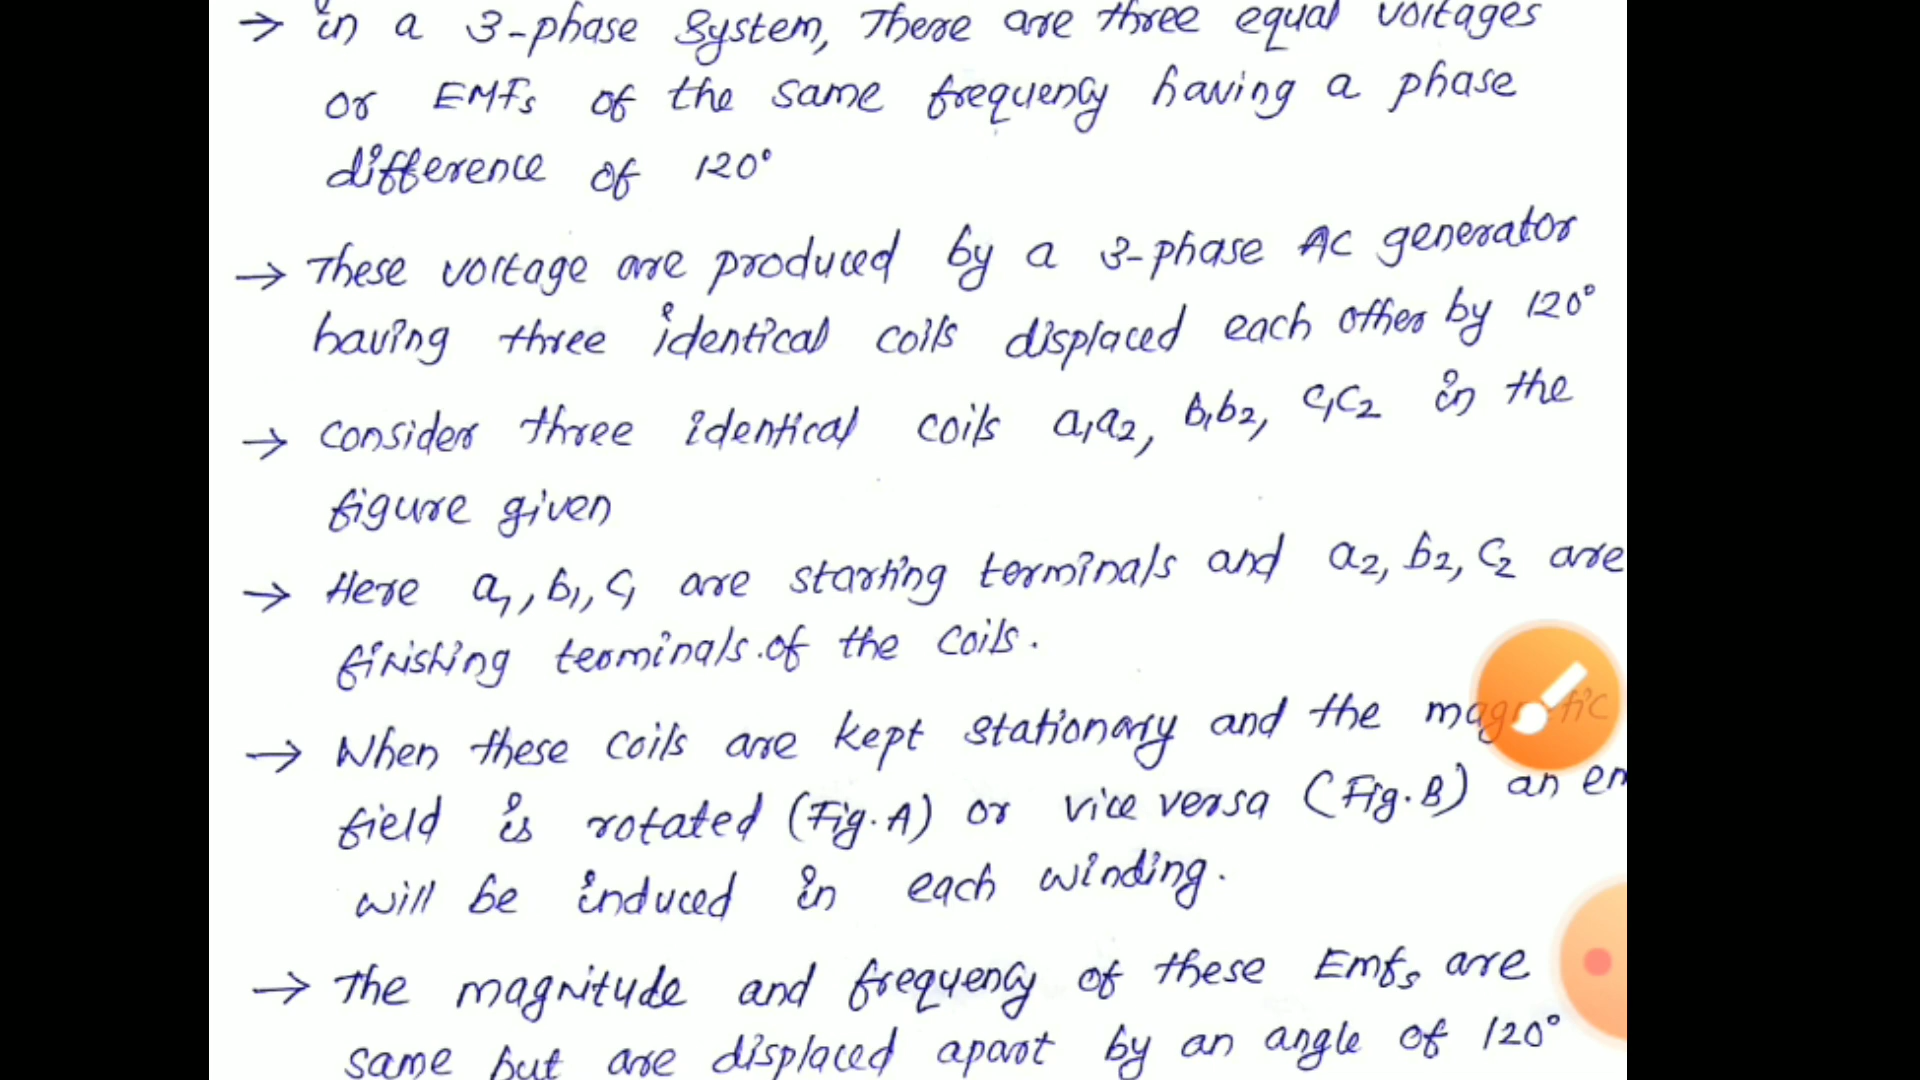 → in a 3-phase system, There are three equal voltages
or EMFs of the same frequency having a phase
difference of 120°
→ These voltage are produced by a 3-phase AC generator
having three identical coils displaced each other by 120°
→ consider three identical coils a1a2, b1b2, c1c2 in the
figure given
→ Here a1, b1, c1 are starting terminals and a2, b2, c2 are
finishing terminals of the coils.
→ When these coils are kept stationary and the
field is rotated (Fig.A) or vice versa (Fig.B) an
will be induced in each winding.
→ The magnitude and frequency of these Emfs are
same but are displaced apart by an angle of 120°